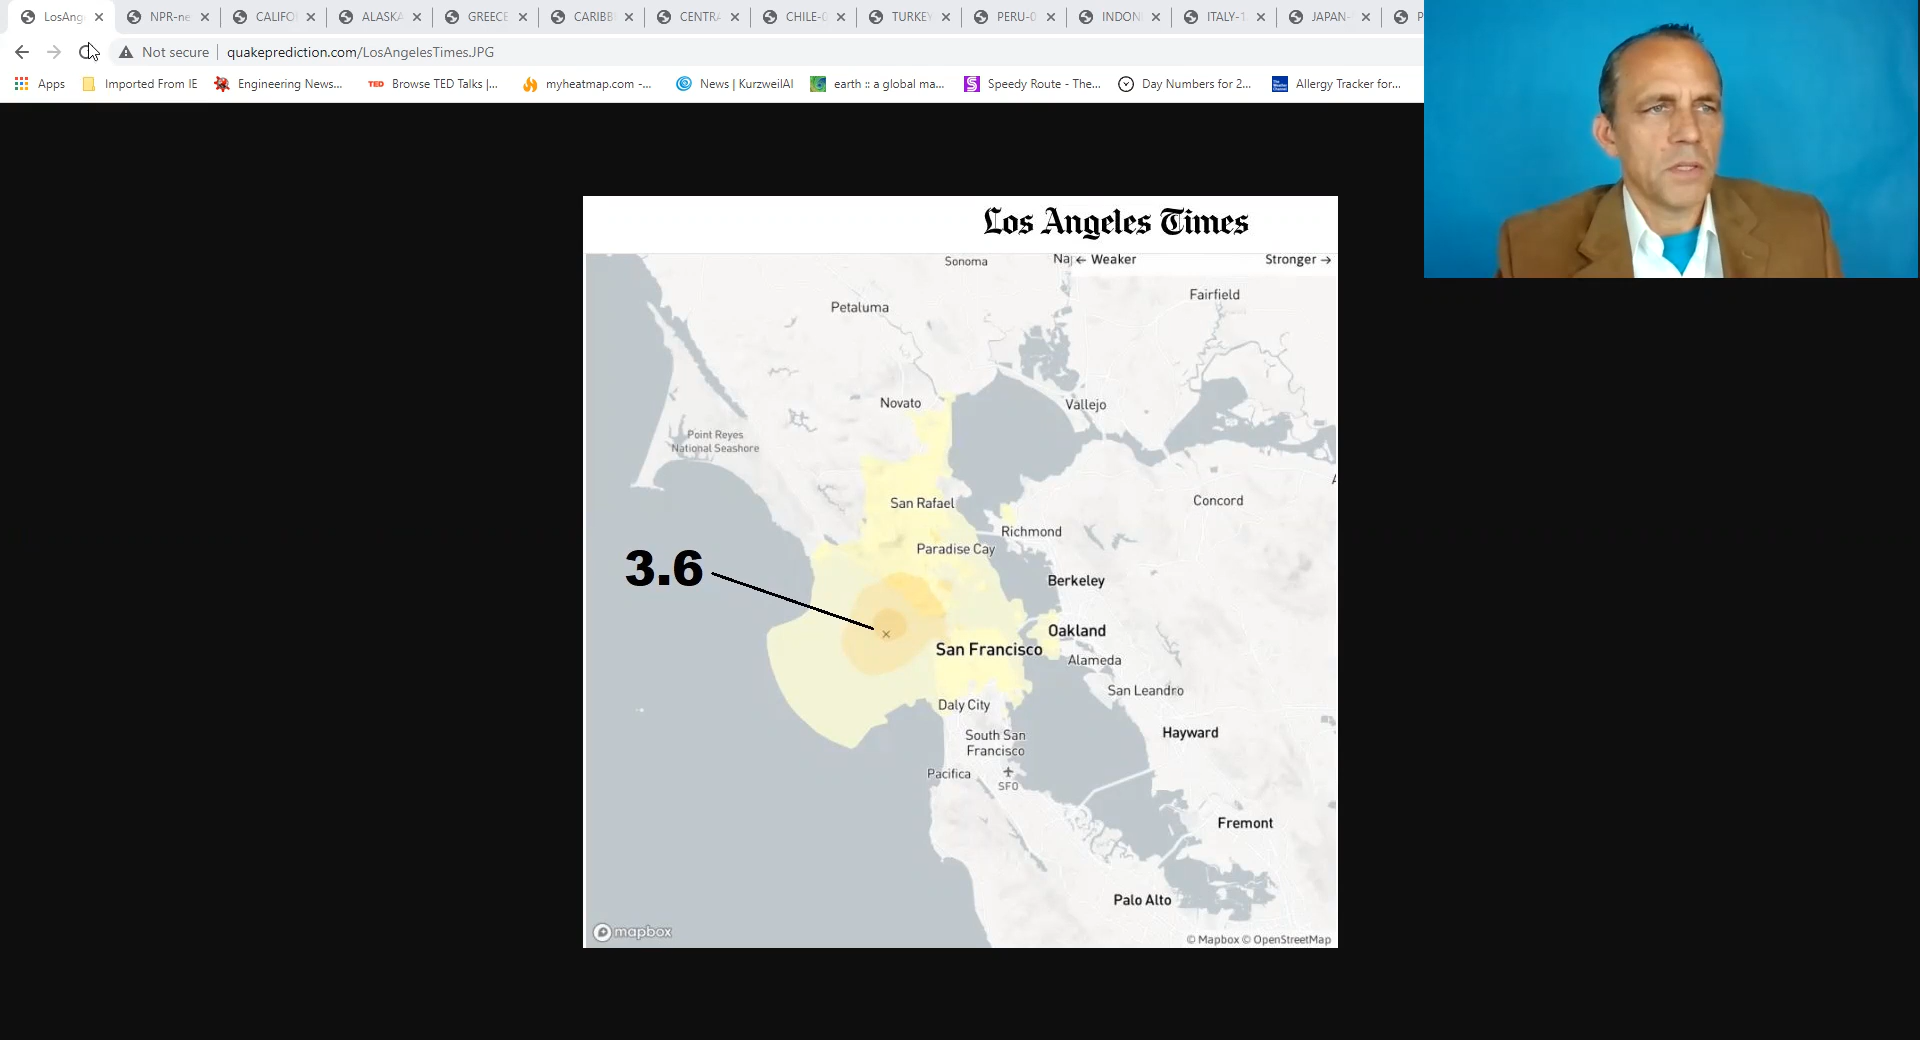 LosAng
NPR-ne
CALIFO
ALASKA
GREECE
CARIBB
CENTRA
CHILE-0
TURKEY
PERU-0
INDON
ITALY-1
JAPAN-
P
Not secure
quakeprediction.com/LosAngelesTimes.JPG
Apps
Imported From IE
Engineering News...
TED
Browse TED Talks |...
myheatmap.com -...
News | KurzweilAI
earth :: a global ma...
Speedy Route - The...
Day Numbers for 2...
Allergy Tracker for...
Los Angeles Times
Sonoma
Na
← Weaker
Stronger →
Petaluma
Fairfield
Novato
Vallejo
Point Reyes
National Seashore
San Rafael
Concord
Richmond
Paradise Cay
3.6
Berkeley
Oakland
San Francisco
Alameda
San Leandro
Daly City
South San
Francisco
Hayward
Pacifica
SFO
Fremont
Palo Alto
mapbox
© Mapbox © OpenStreetMap